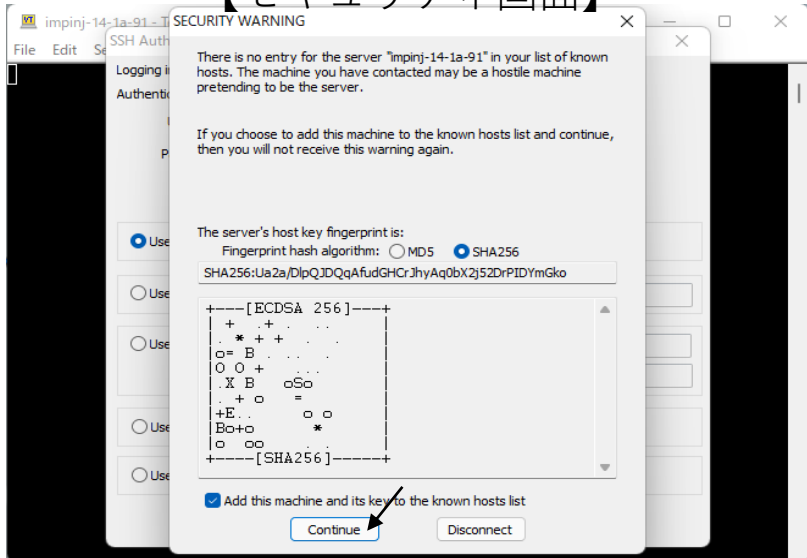 【セキュリティ画面】
impinj-14-1a-91 - T
SECURITY WARNING
File Edit Se
SSH Auth
Logging i
Authentic
P
Use
Use
Use
Use
Use
There is no entry for the server "impinj-14-1a-91" in your list of known
hosts. The machine you have contacted may be a hostile machine
pretending to be the server.
If you choose to add this machine to the known hosts list and continue,
then you will not receive this warning again.
The server's host key fingerprint is:
Fingerprint hash algorithm: MD5 SHA256
SHA256:Ua2a/DlpQJDQqAfudGHCrJhyAq0bX2j52DrPIDYmGko
+---[ECDSA 256]---+
| +  .+ .  ..     |
|. * + +  .  .    |
|o= B . .. .      |
|O O + ...        |
|.X B   oSo       |
|. + o   =        |
|+E. .     o o    |
|Bo+o       *     |
|o  oo     . .    |
+----[SHA256]-----+
Add this machine and its key to the known hosts list
Continue Disconnect